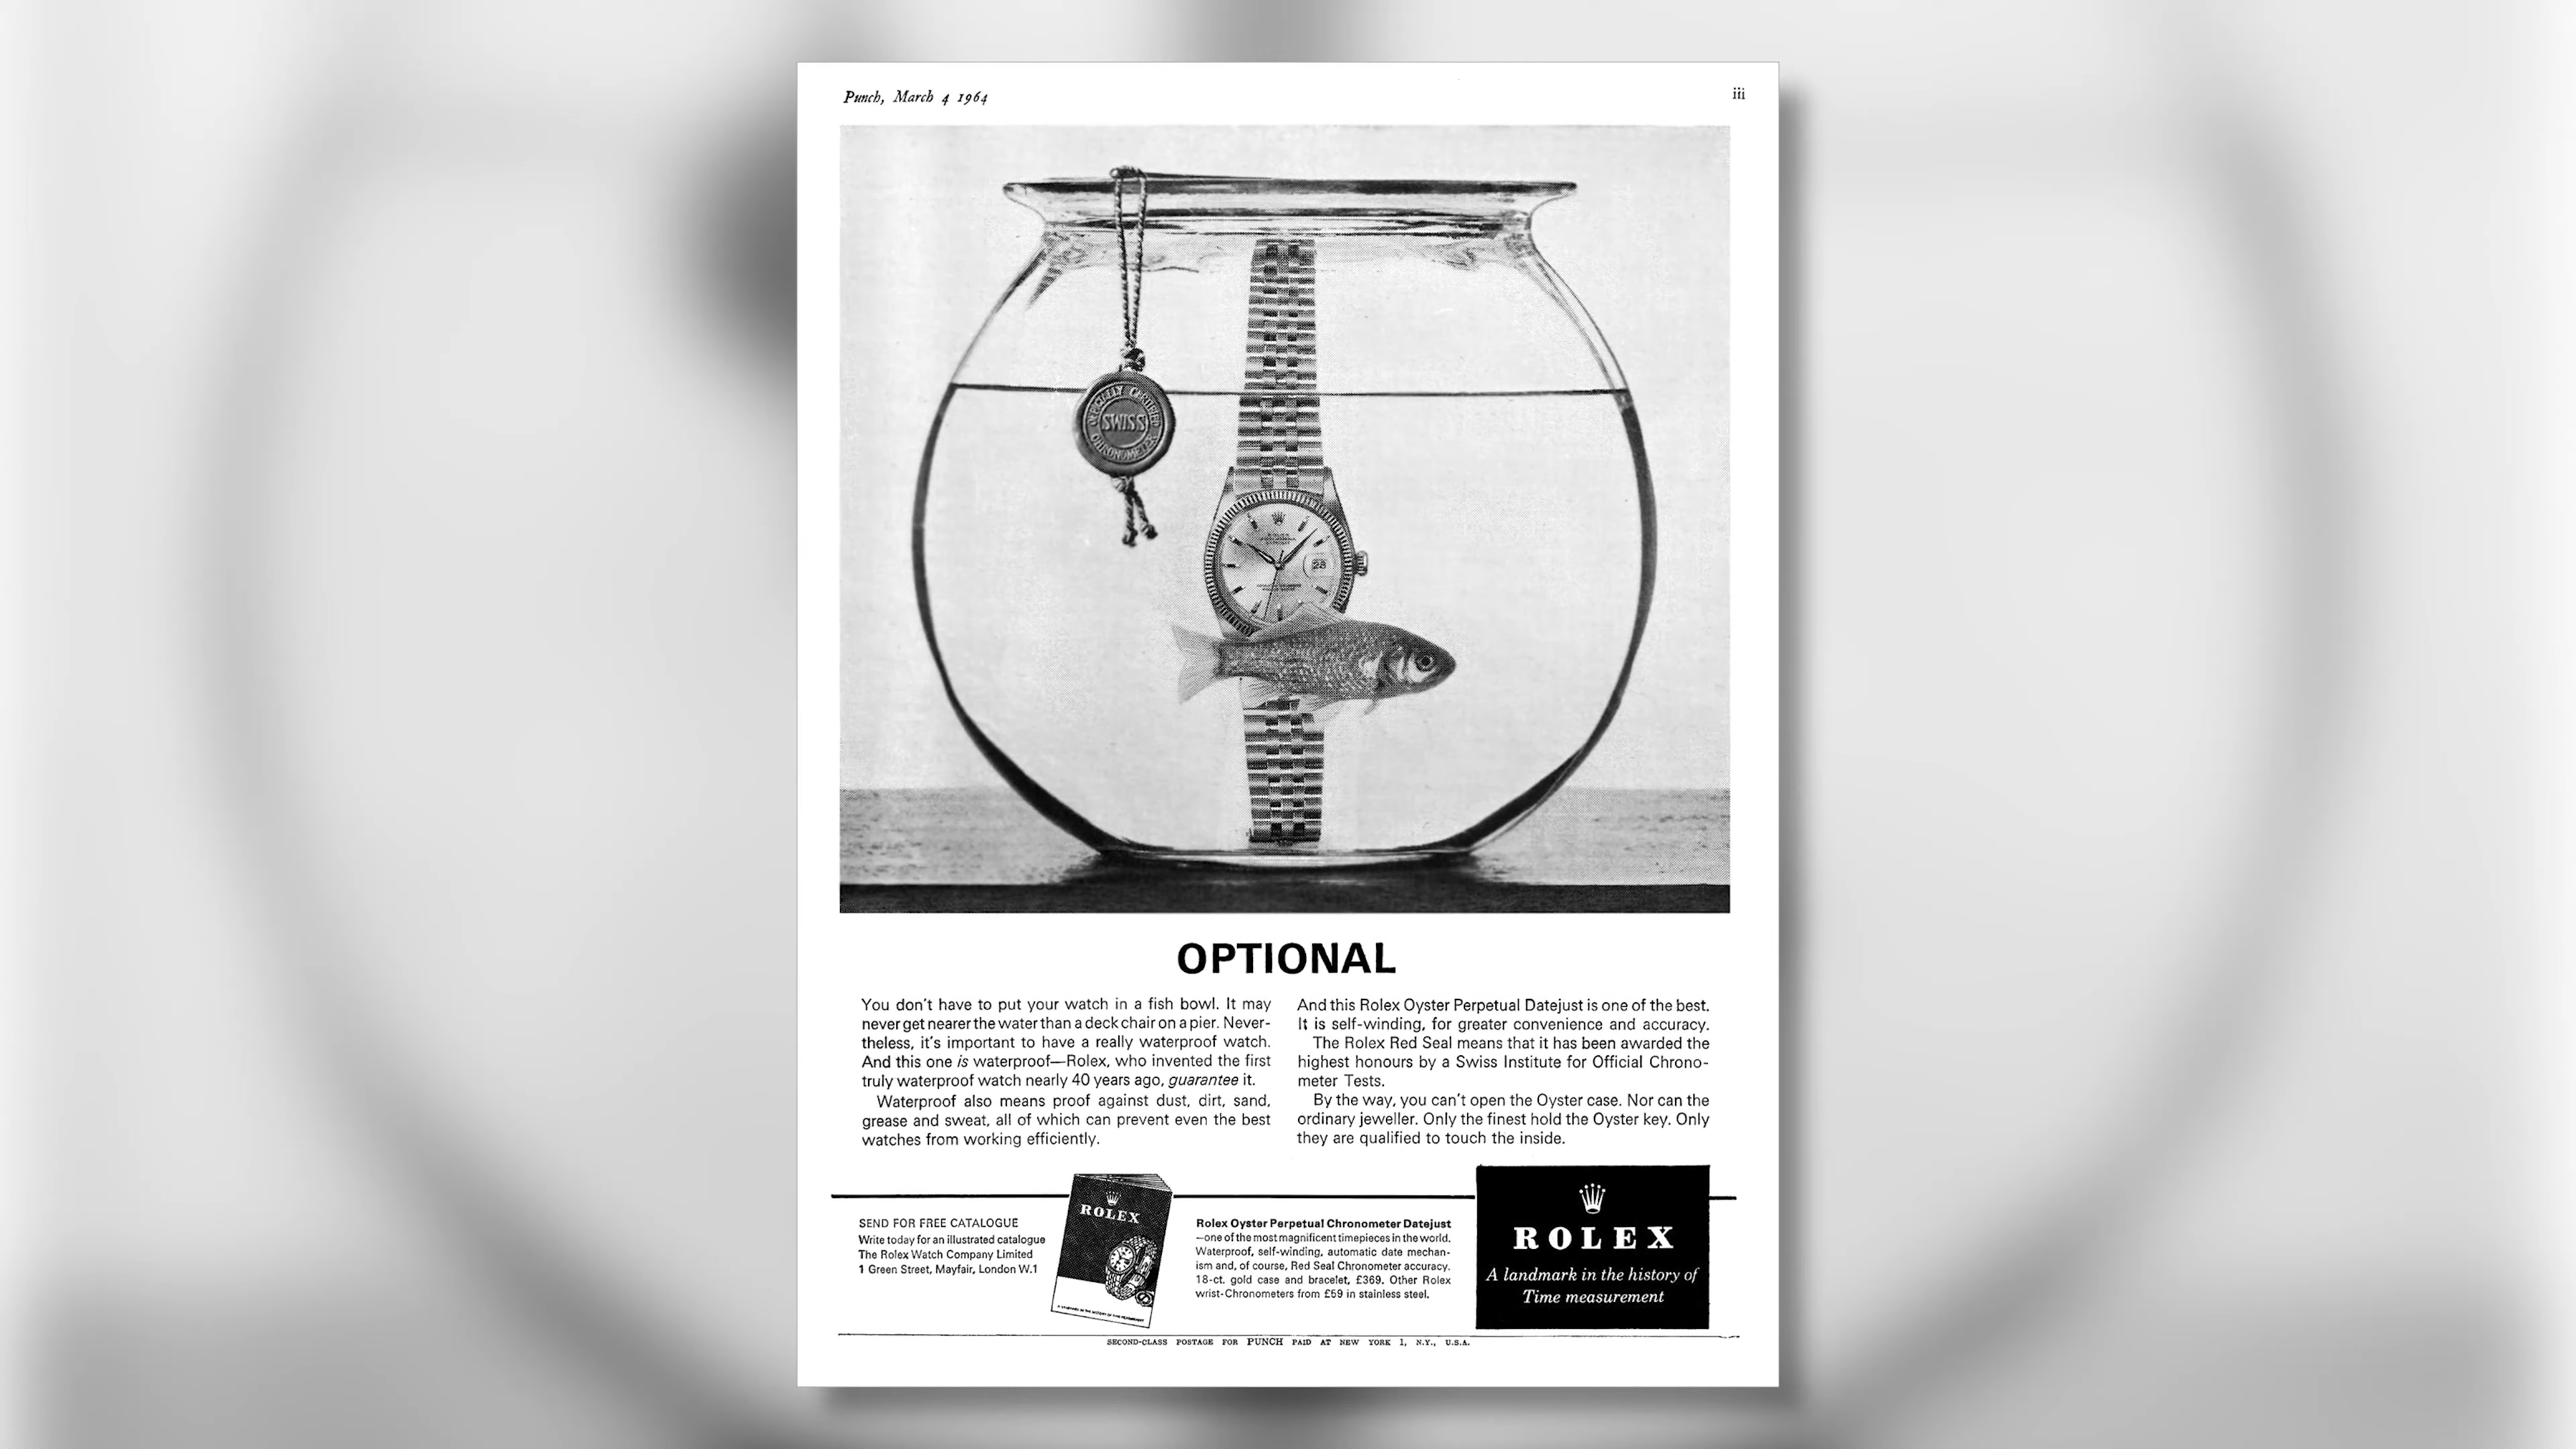 Punch, March 4 1964
iii
OFFICIALLY CERTIFIED
SWISS
CHRONOMETER
ROLEX
28
OPTIONAL
You don't have to put your watch in a fish bowl. It may
never get nearer the water than a deck chair on a pier. Never-
theless, it's important to have a really waterproof watch.
And this one is waterproof—Rolex, who invented the first
truly waterproof watch nearly 40 years ago, guarantee it.
Waterproof also means proof against dust, dirt, sand,
grease and sweat, all of which can prevent even the best
watches from working efficiently.
And this Rolex Oyster Perpetual Datejust is one of the best.
It is self-winding, for greater convenience and accuracy.
The Rolex Red Seal means that it has been awarded the
highest honours by a Swiss Institute for Official Chrono-
meter Tests.
By the way, you can't open the Oyster case. Nor can the
ordinary jeweller. Only the finest hold the Oyster key. Only
they are qualified to touch the inside.
SEND FOR FREE CATALOGUE
Write today for an illustrated catalogue
The Rolex Watch Company Limited
1 Green Street, Mayfair, London W.1
ROLEX
A LANDMARK IN THE HISTORY OF TIME MEASUREMENT
Rolex Oyster Perpetual Chronometer Datejust
—one of the most magnificent timepieces in the world.
Waterproof, self-winding, automatic date mechan-
ism and, of course, Red Seal Chronometer accuracy.
18-ct. gold case and bracelet, £369. Other Rolex
wrist-Chronometers from £59 in stainless steel.
ROLEX
A landmark in the history of
Time measurement
SECOND-CLASS POSTAGE FOR PUNCH PAID AT NEW YORK 1, N.Y., U.S.A.